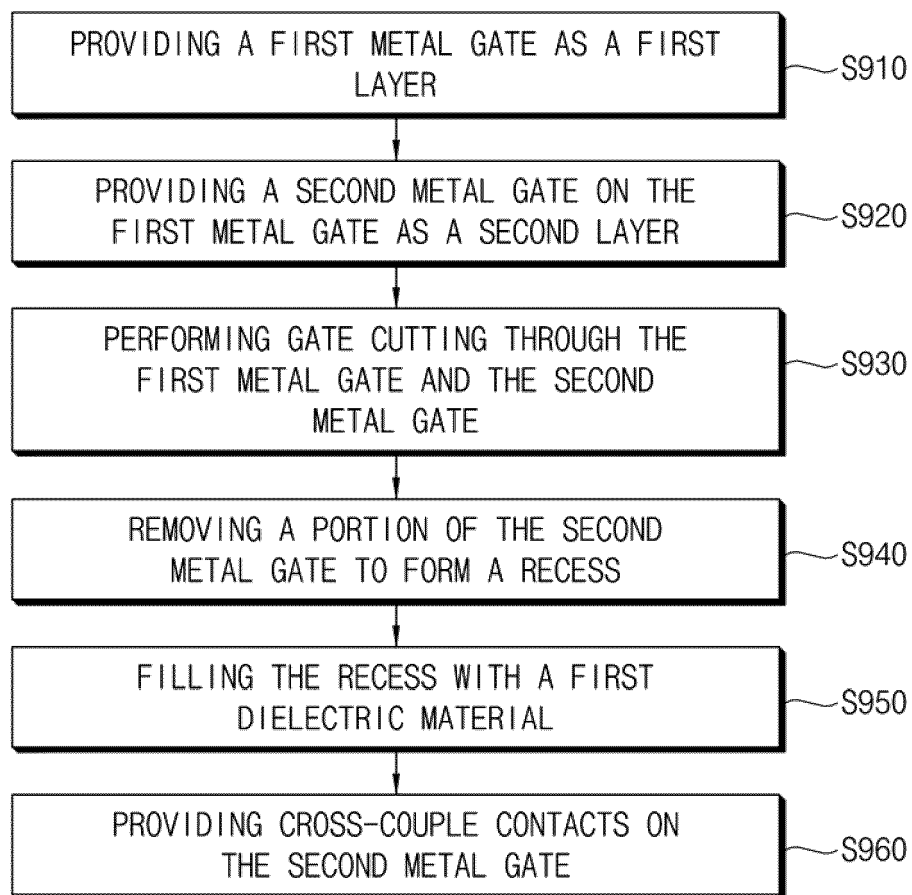 PROVIDING A FIRST METAL GATE AS A FIRST
LAYER
S910
PROVIDING A SECOND METAL GATE ON THE
FIRST METAL GATE AS A SECOND LAYER
S920
PERFORMING GATE CUTTING THROUGH THE
FIRST METAL GATE AND THE SECOND
METAL GATE
S930
REMOVING A PORTION OF THE SECOND
METAL GATE TO FORM A RECESS
S940
FILLING THE RECESS WITH A FIRST
DIELECTRIC MATERIAL
S950
PROVIDING CROSS-COUPLE CONTACTS ON
THE SECOND METAL GATE
S960